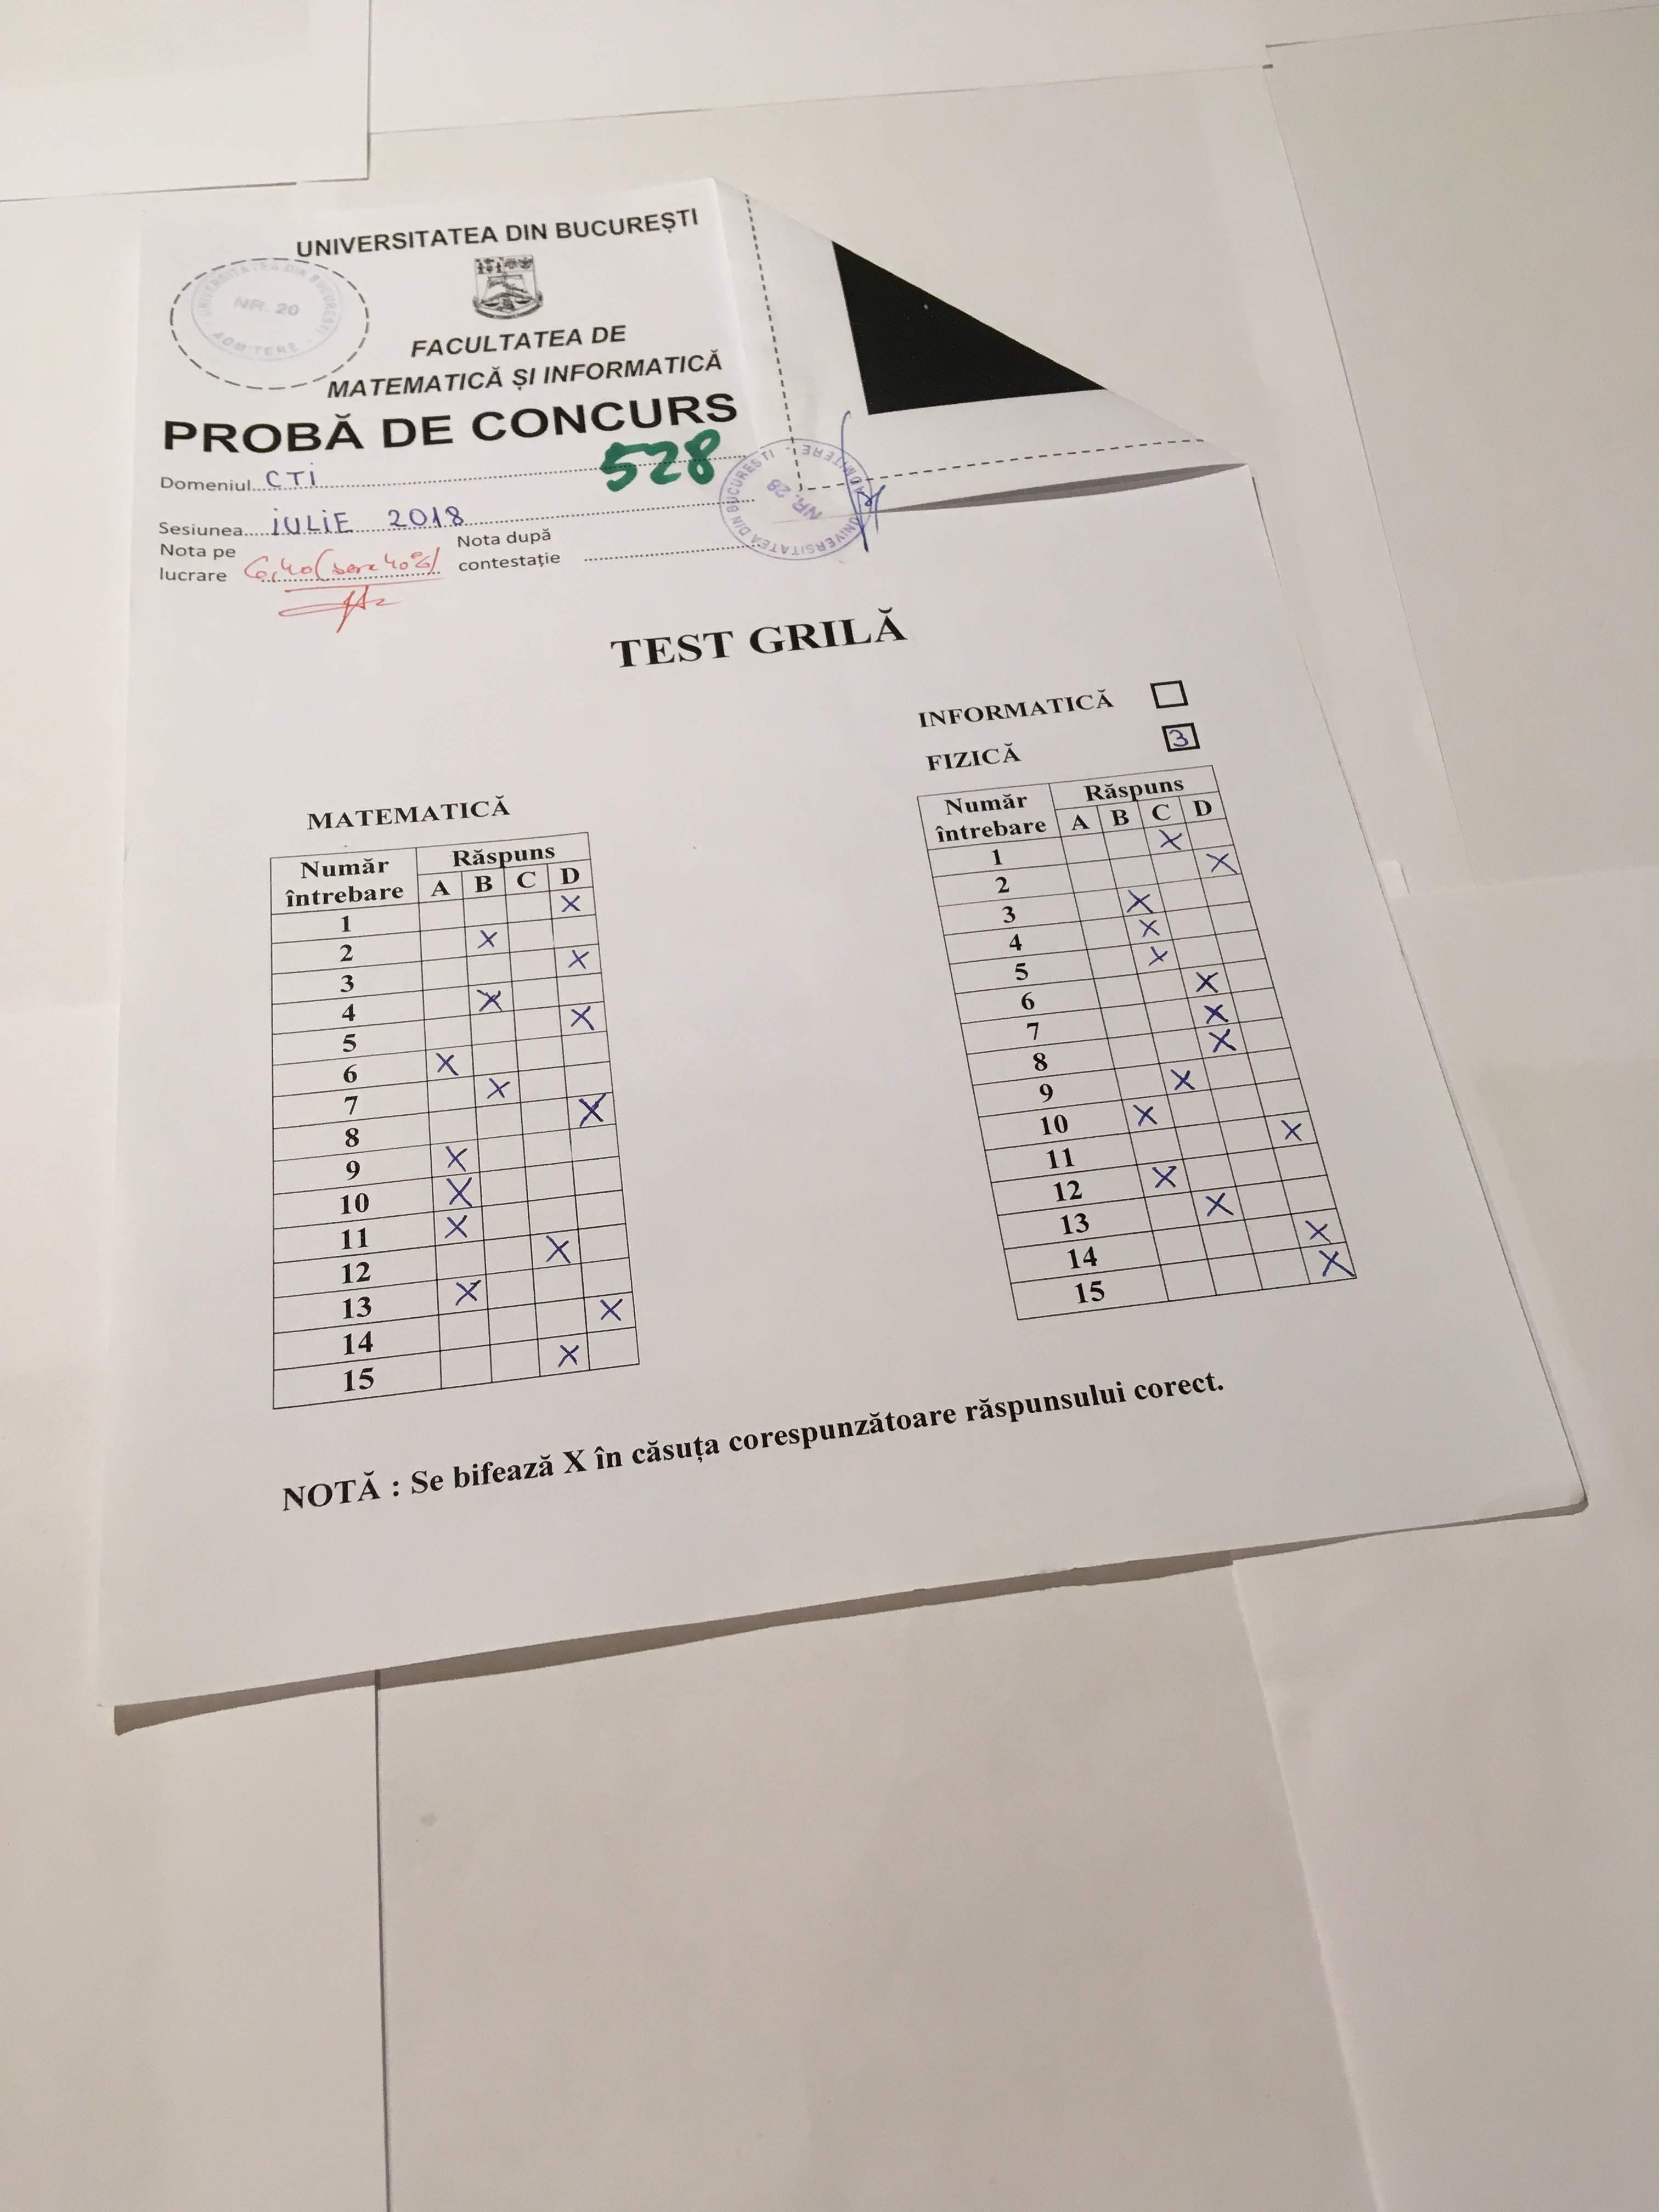 UNIVERSITATEA DIN BUCUREȘTI
UNIVERSITATEA DIN BUCUREȘTI
NR. 20
ADMITERE
FACULTATEA DE
MATEMATICĂ ȘI INFORMATICĂ
PROBĂ DE CONCURS
528
Domeniul CTI
Sesiunea IULIE 2018
Nota pe lucrare 6,40
Nota după contestație
UNIVERSITATEA DIN BUCUREȘTI - ADMITERE
NR. 28
TEST GRILĂ
INFORMATICĂ
FIZICĂ 3
MATEMATICĂ
Număr întrebare Răspuns
A B C D
1 X
2 X
3 X
4 X
5 X
6 X
7 X
8 X
9 X
10 X
11 X
12 X
13 X
14 X
15 X
Număr întrebare Răspuns
A B C D
1 X
2 X
3 X
4 X
5 X
6 X
7 X
8 X
9 X
10 X
11 X
12 X
13 X
14 X
15 X
NOTĂ : Se bifează X în căsuța corespunzătoare răspunsului corect.